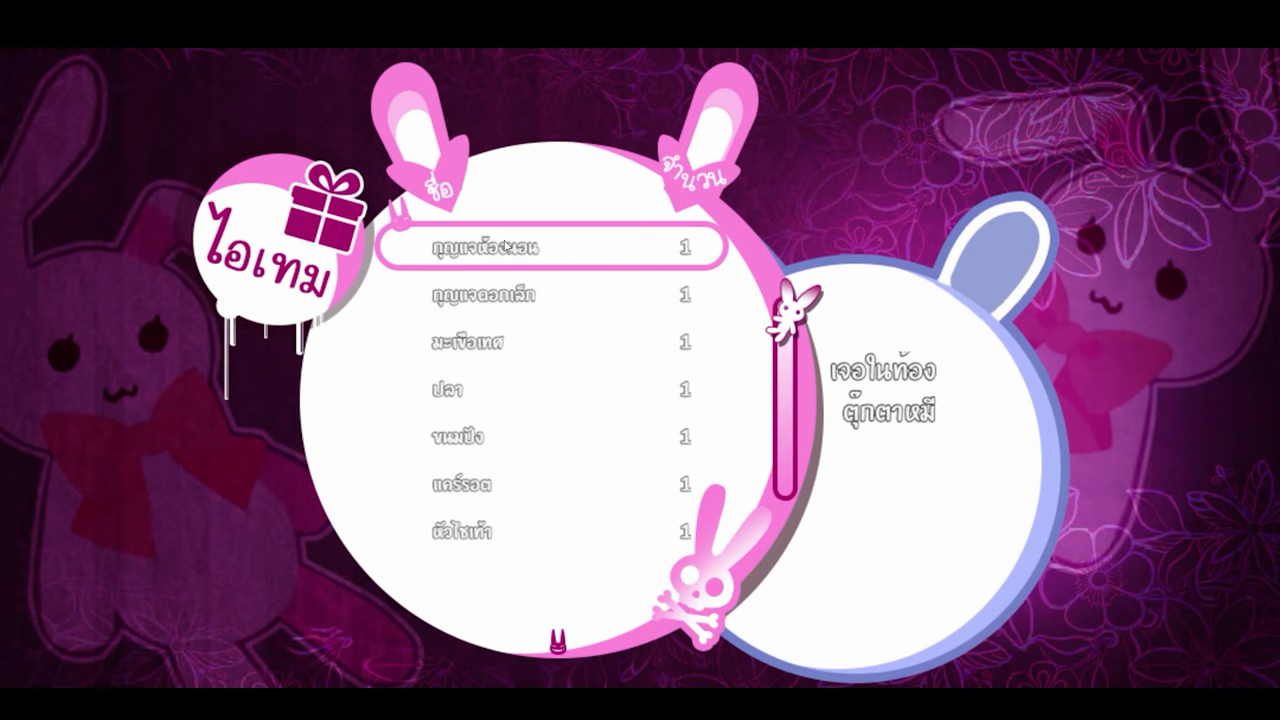 ไอเทม
ชื่อ
จำนวน
กุญแจห้องนอน 1
กุญแจดอกเล็ก 1
มะเขือเทศ 1
ปลา 1
ขนมปัง 1
แคร์รอต 1
หัวไชเท้า 1
เจอในท้อง
ตุ๊กตาหมี